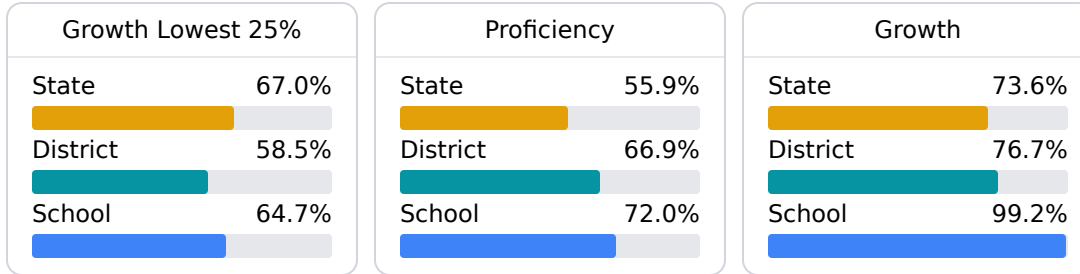 Growth Lowest 25%
State 67.0%
District 58.5%
School 64.7%
Proficiency
State 55.9%
District 66.9%
School 72.0%
Growth
State 73.6%
District 76.7%
School 99.2%